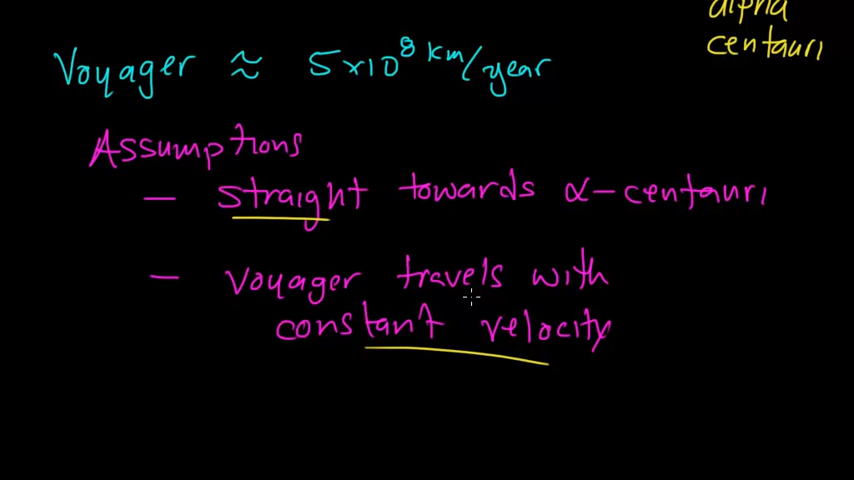 alpha
centauri
Voyager ≈ 5×10⁸ km/year
Assumptions
— straight towards α-centauri
— Voyager travels with
constant velocity